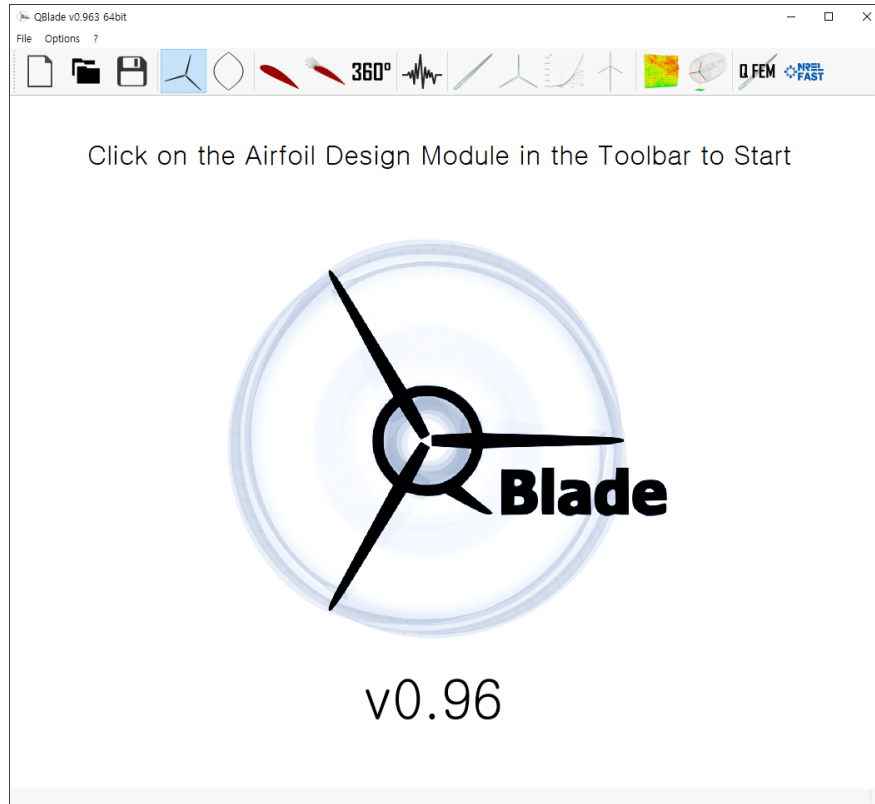 QBlade v0.963 64bit
File Options ?
360° Q FEM NREL FAST
Click on the Airfoil Design Module in the Toolbar to Start
Blade
v0.96